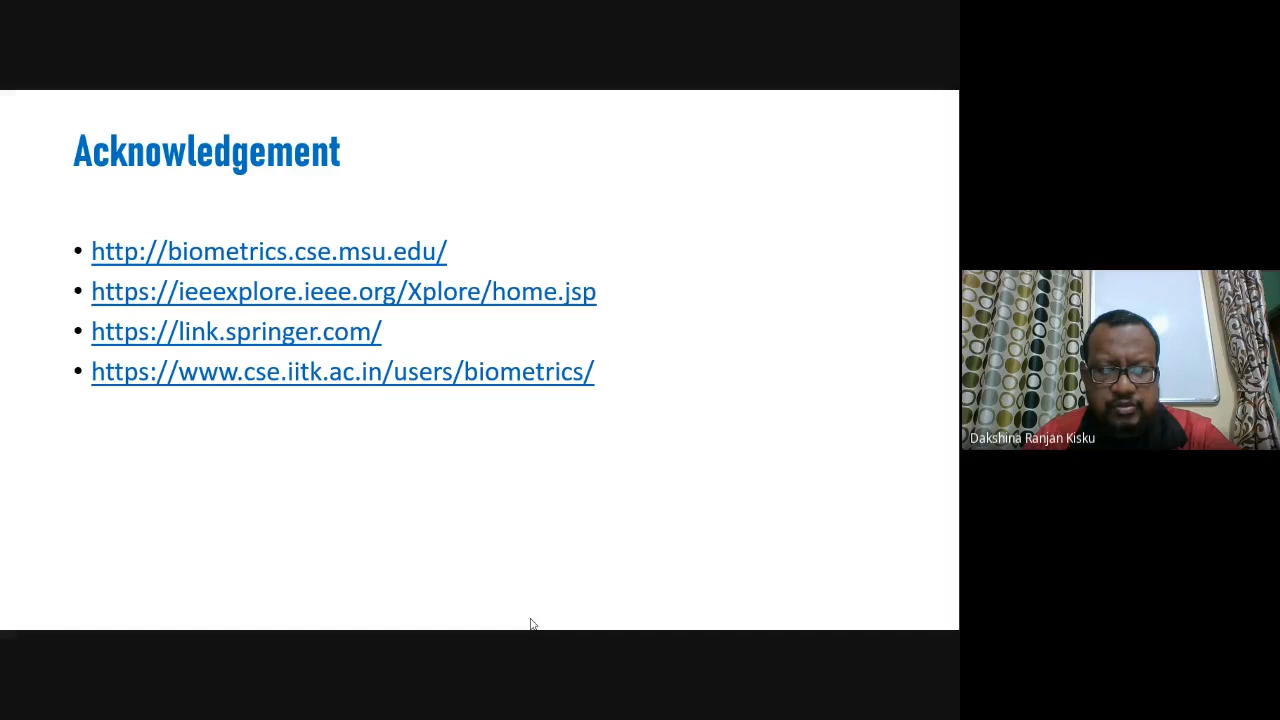 Acknowledgement
• http://biometrics.cse.msu.edu/
• https://ieeexplore.ieee.org/Xplore/home.jsp
• https://link.springer.com/
• https://www.cse.iitk.ac.in/users/biometrics/
Dakshina Ranjan Kisku